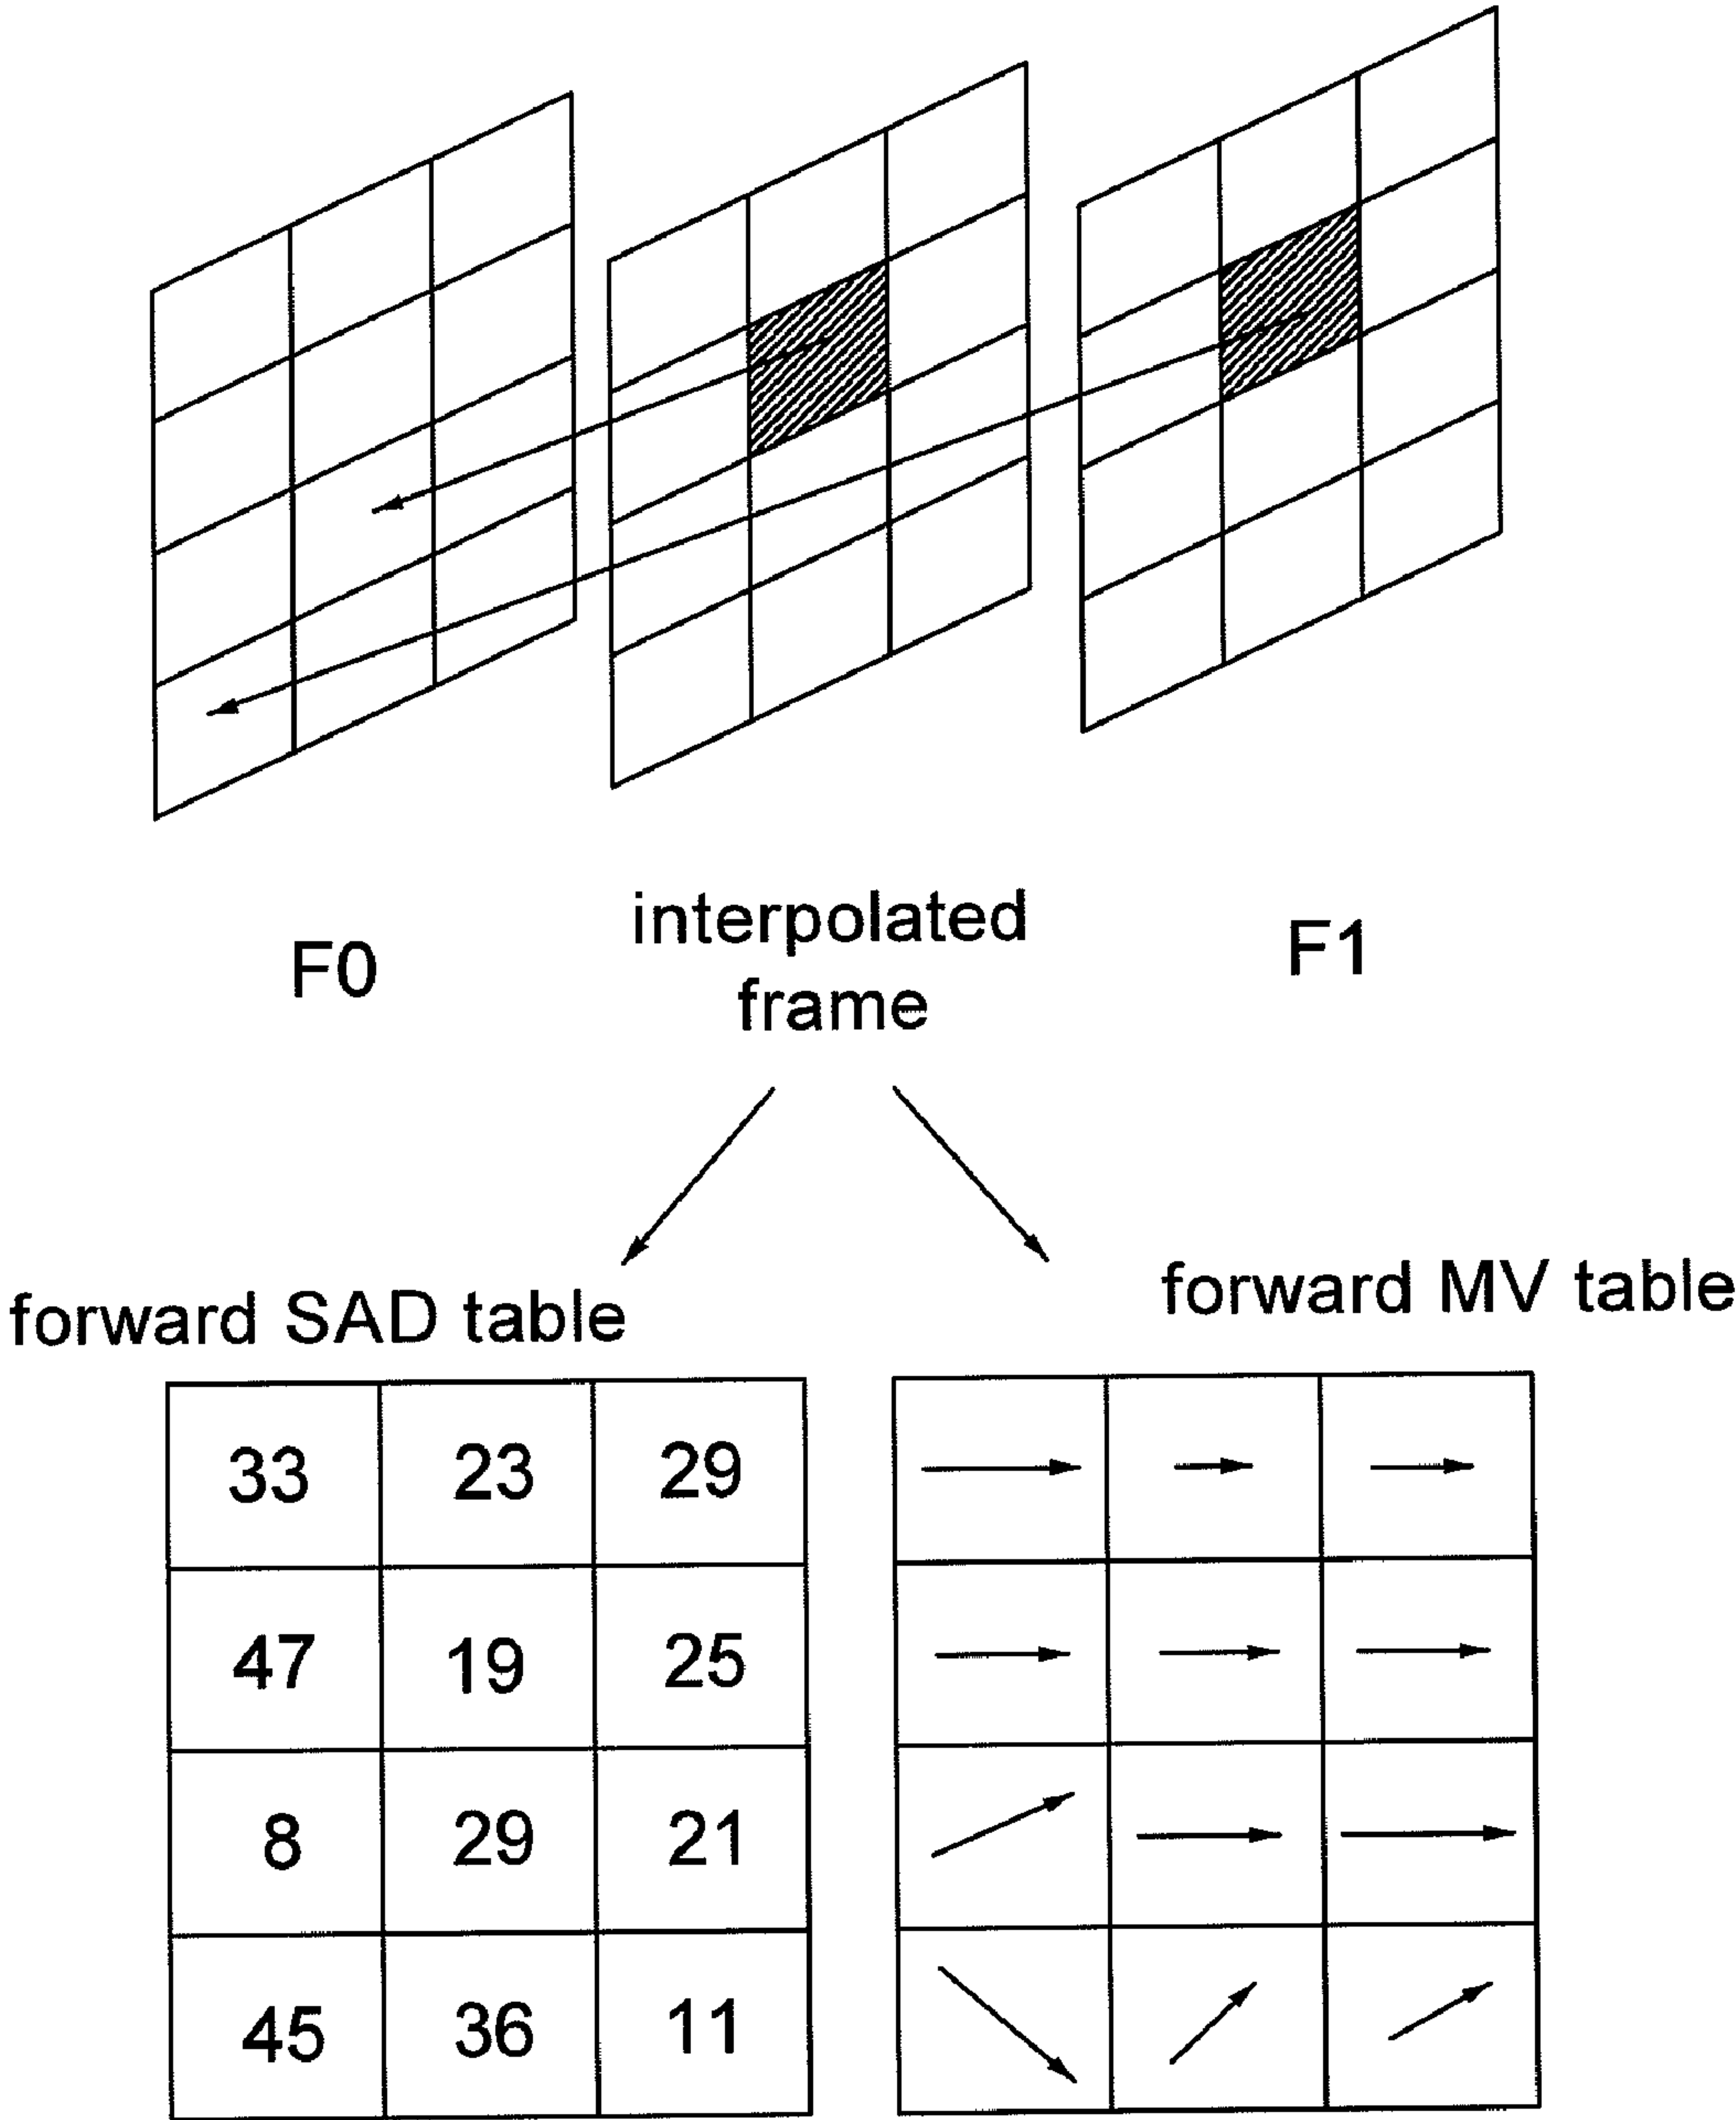 F0
interpolated
frame
F1
forward SAD table
forward MV table
33 23 29
47 19 25
8 29 21
45 36 11